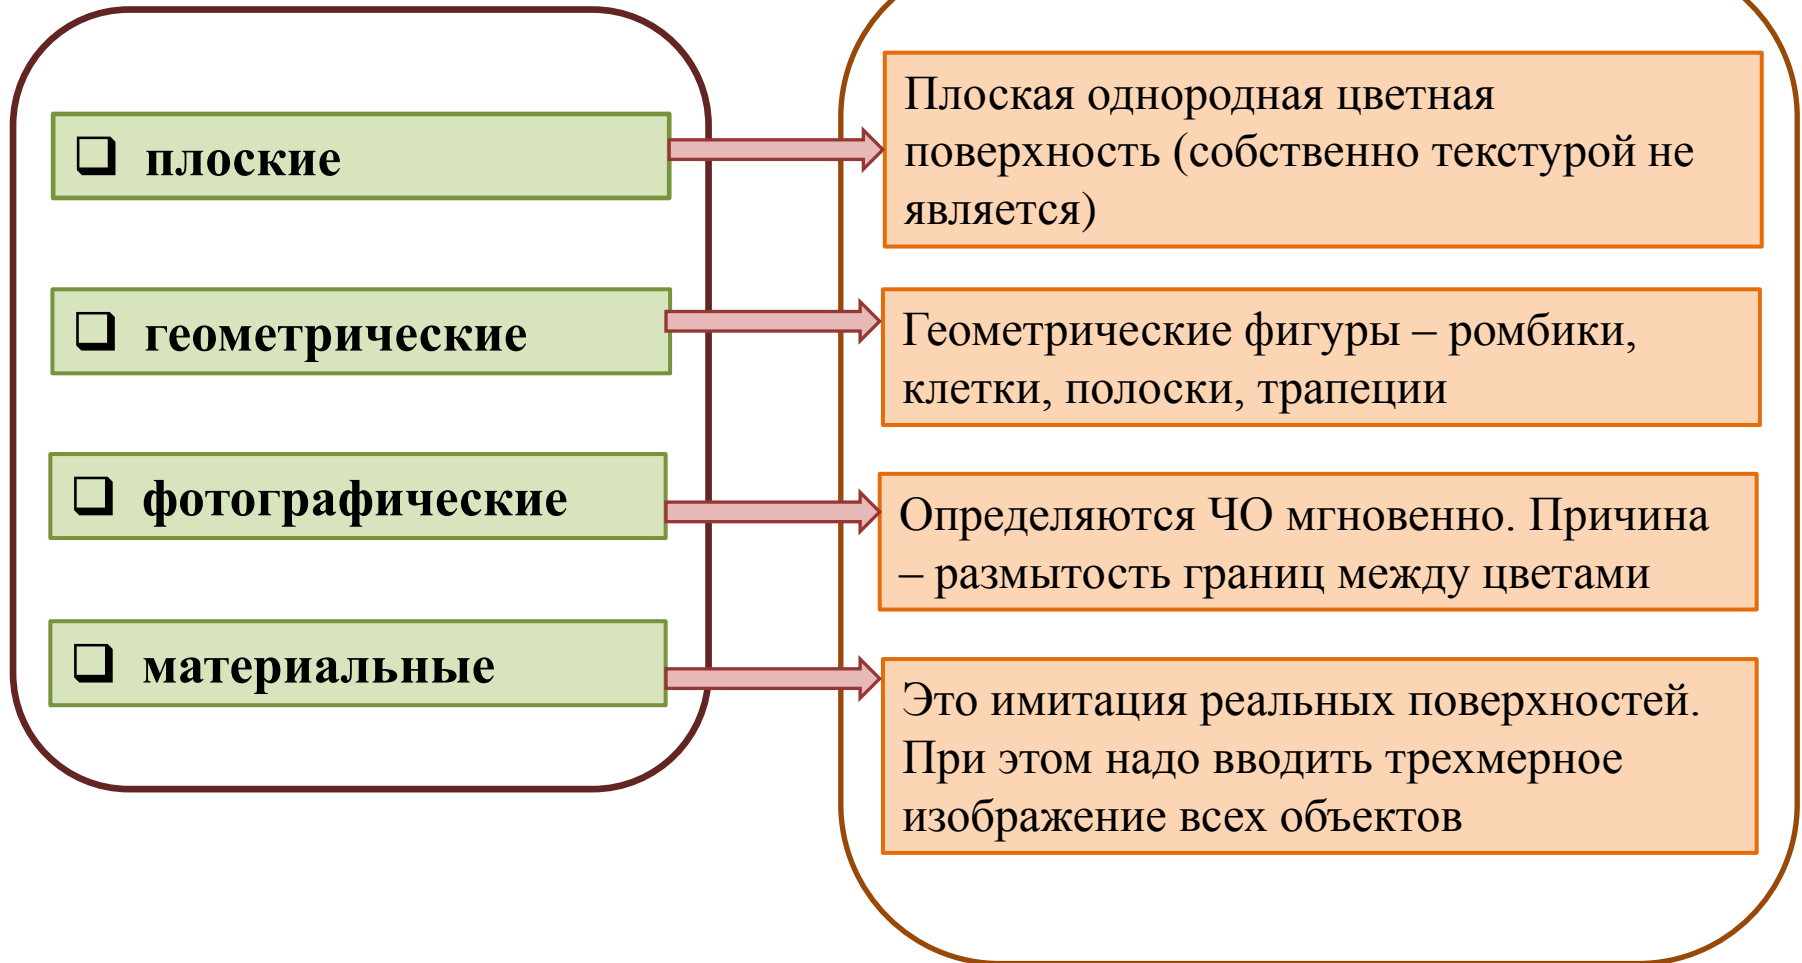 плоские
Плоская однородная цветная
поверхность (собственно текстурой не
является)
геометрические
Геометрические фигуры – ромбики,
клетки, полоски, трапеции
фотографические
Определяются ЧО мгновенно. Причина
– размытость границ между цветами
материальные
Это имитация реальных поверхностей.
При этом надо вводить трехмерное
изображение всех объектов